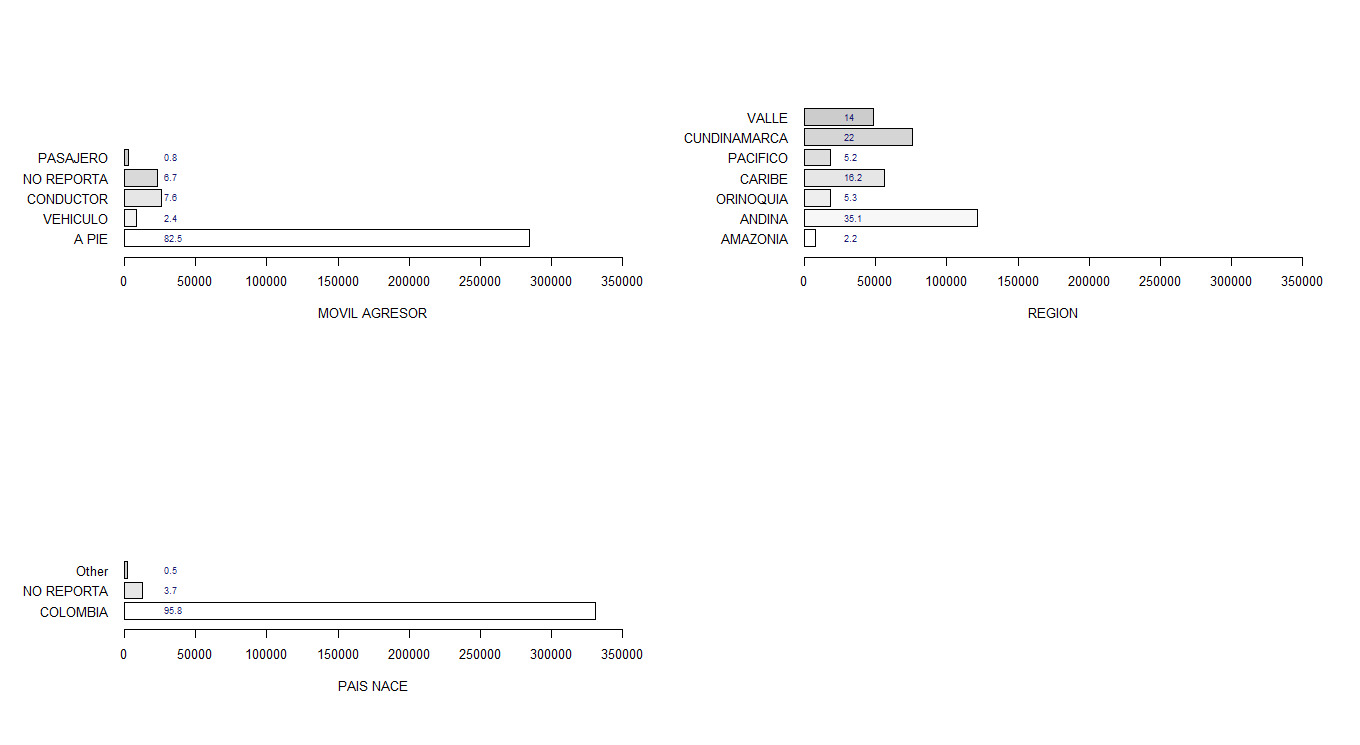 PASAJERO 0.8
NO REPORTA 6.7
CONDUCTOR 7.6
VEHICULO 2.4
A PIE 82.5
0 50000 100000 150000 200000 250000 300000 350000
MOVIL AGRESOR
VALLE 14
CUNDINAMARCA 22
PACIFICO 5.2
CARIBE 16.2
ORINOQUIA 5.3
ANDINA 35.1
AMAZONIA 2.2
0 50000 100000 150000 200000 250000 300000 350000
REGION
Other 0.5
NO REPORTA 3.7
COLOMBIA 95.8
0 50000 100000 150000 200000 250000 300000 350000
PAIS NACE